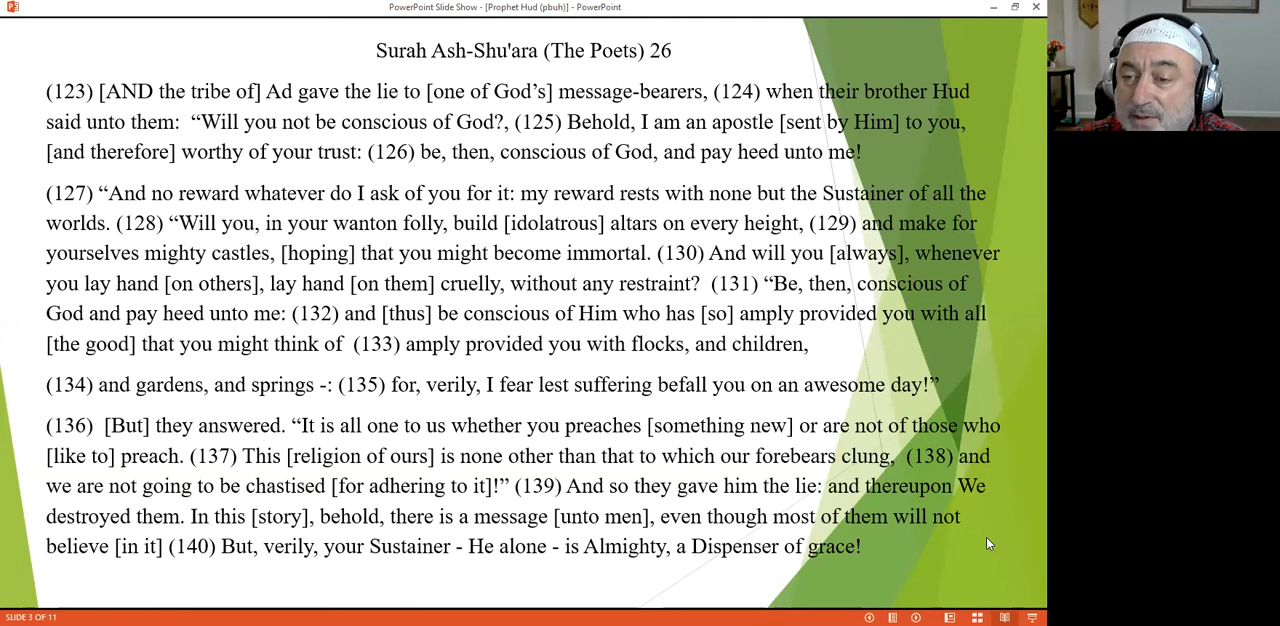 PowerPoint Slide Show - [Prophet Hud (pbuh)] - PowerPoint
Surah Ash-Shu'ara (The Poets) 26
(123) [AND the tribe of] Ad gave the lie to [one of God’s] message-bearers, (124) when their brother Hud
said unto them: “Will you not be conscious of God?, (125) Behold, I am an apostle [sent by Him] to you,
[and therefore] worthy of your trust: (126) be, then, conscious of God, and pay heed unto me!
(127) “And no reward whatever do I ask of you for it: my reward rests with none but the Sustainer of all the
worlds. (128) “Will you, in your wanton folly, build [idolatrous] altars on every height, (129) and make for
yourselves mighty castles, [hoping] that you might become immortal. (130) And will you [always], whenever
you lay hand [on others], lay hand [on them] cruelly, without any restraint? (131) “Be, then, conscious of
God and pay heed unto me: (132) and [thus] be conscious of Him who has [so] amply provided you with all
[the good] that you might think of (133) amply provided you with flocks, and children,
(134) and gardens, and springs -: (135) for, verily, I fear lest suffering befall you on an awesome day!”
(136) [But] they answered. “It is all one to us whether you preaches [something new] or are not of those who
[like to] preach. (137) This [religion of ours] is none other than that to which our forebears clung, (138) and
we are not going to be chastised [for adhering to it]!” (139) And so they gave him the lie: and thereupon We
destroyed them. In this [story], behold, there is a message [unto men], even though most of them will not
believe [in it] (140) But, verily, your Sustainer - He alone - is Almighty, a Dispenser of grace!
SLIDE 3 OF 11